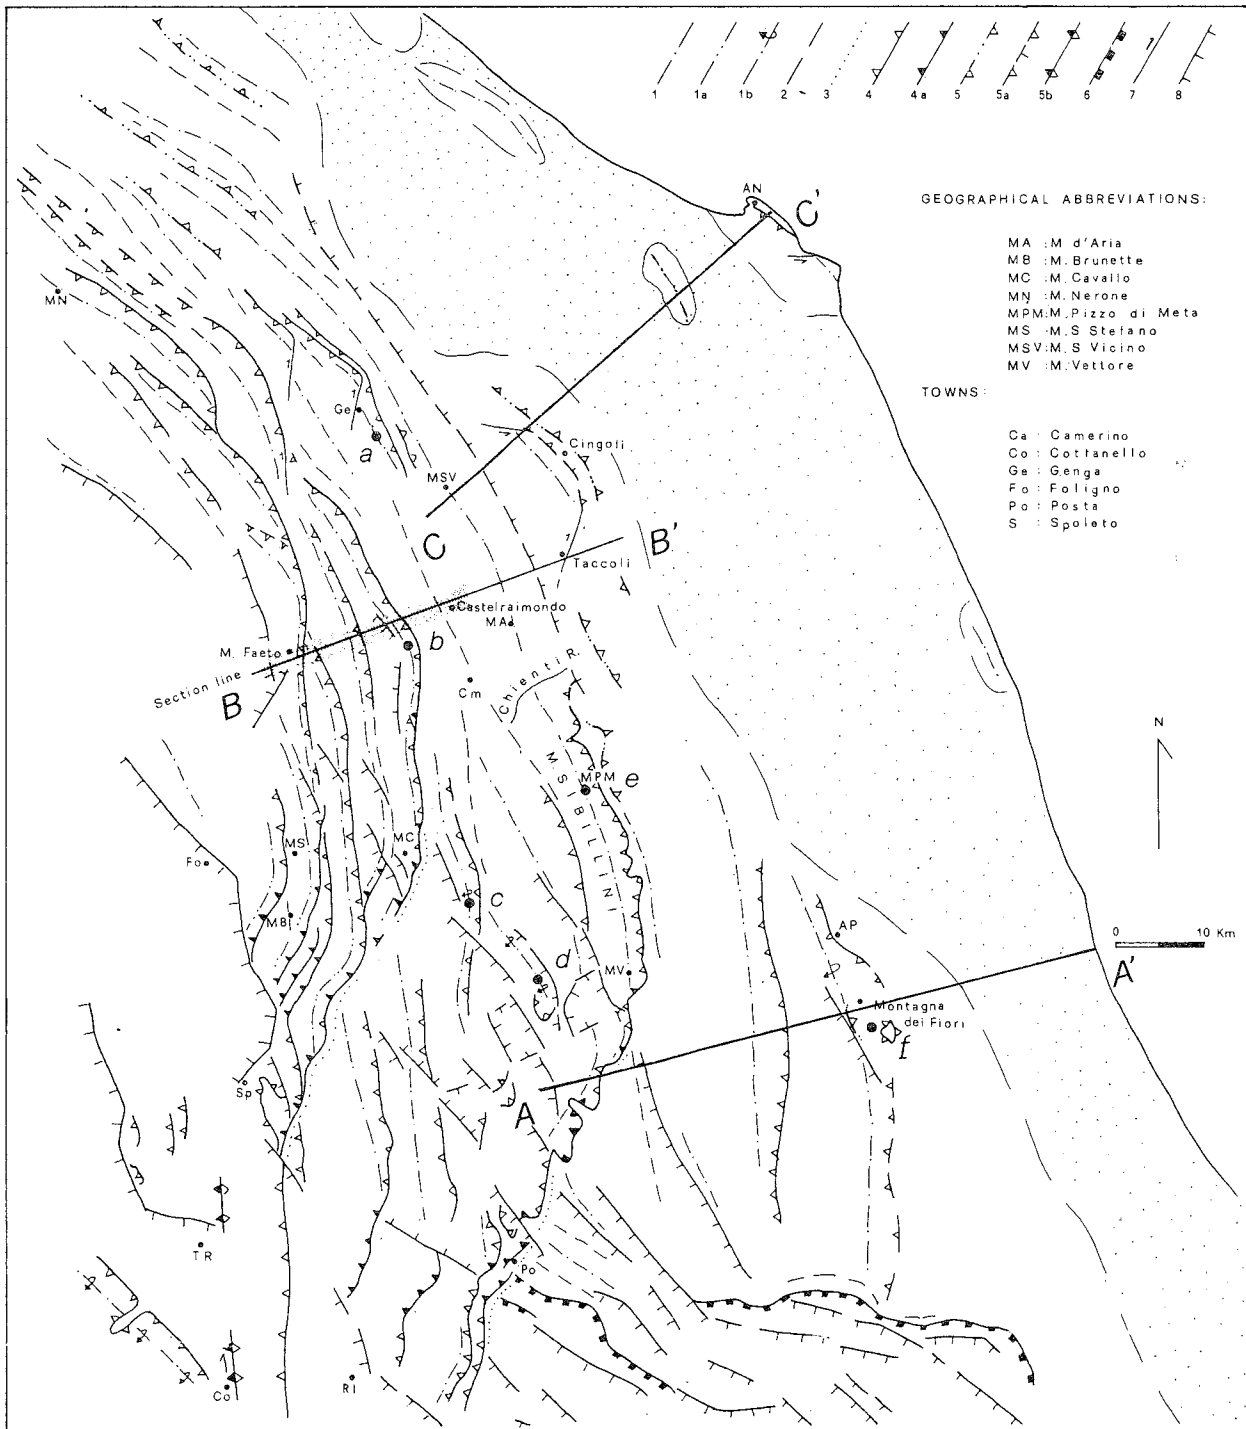 1 1a 1b 2 3 4 4a 5 5a 5b 6 7 8
AN
C'
GEOGRAPHICAL ABBREVIATIONS:
MA : M d'Aria
MB : M. Brunette
MC : M. Cavallo
MN : M. Nerone
MPM: M. Pizzo di Meta
MS : M. S Stefano
MSV: M. S Vicino
MV : M. Vettore
TOWNS:
Ca : Camerino
Co : Cottanello
Ge : Genga
Fo : Foligno
Po : Posta
S : Spoleto
MN
Ge
a
Cingoli
MSV
C
B'
Taccoli
Castelraimondo
MA
b
M. Faeto
Section line
B
Cm
Chienti R.
N
M. SIBILLINI
MPM
e
MS
MC
Fo
MB
c
AP
0 10 Km
d
MV
A'
Montagna
dei Fiori
f
Sp
A
TR
Po
Co
RI